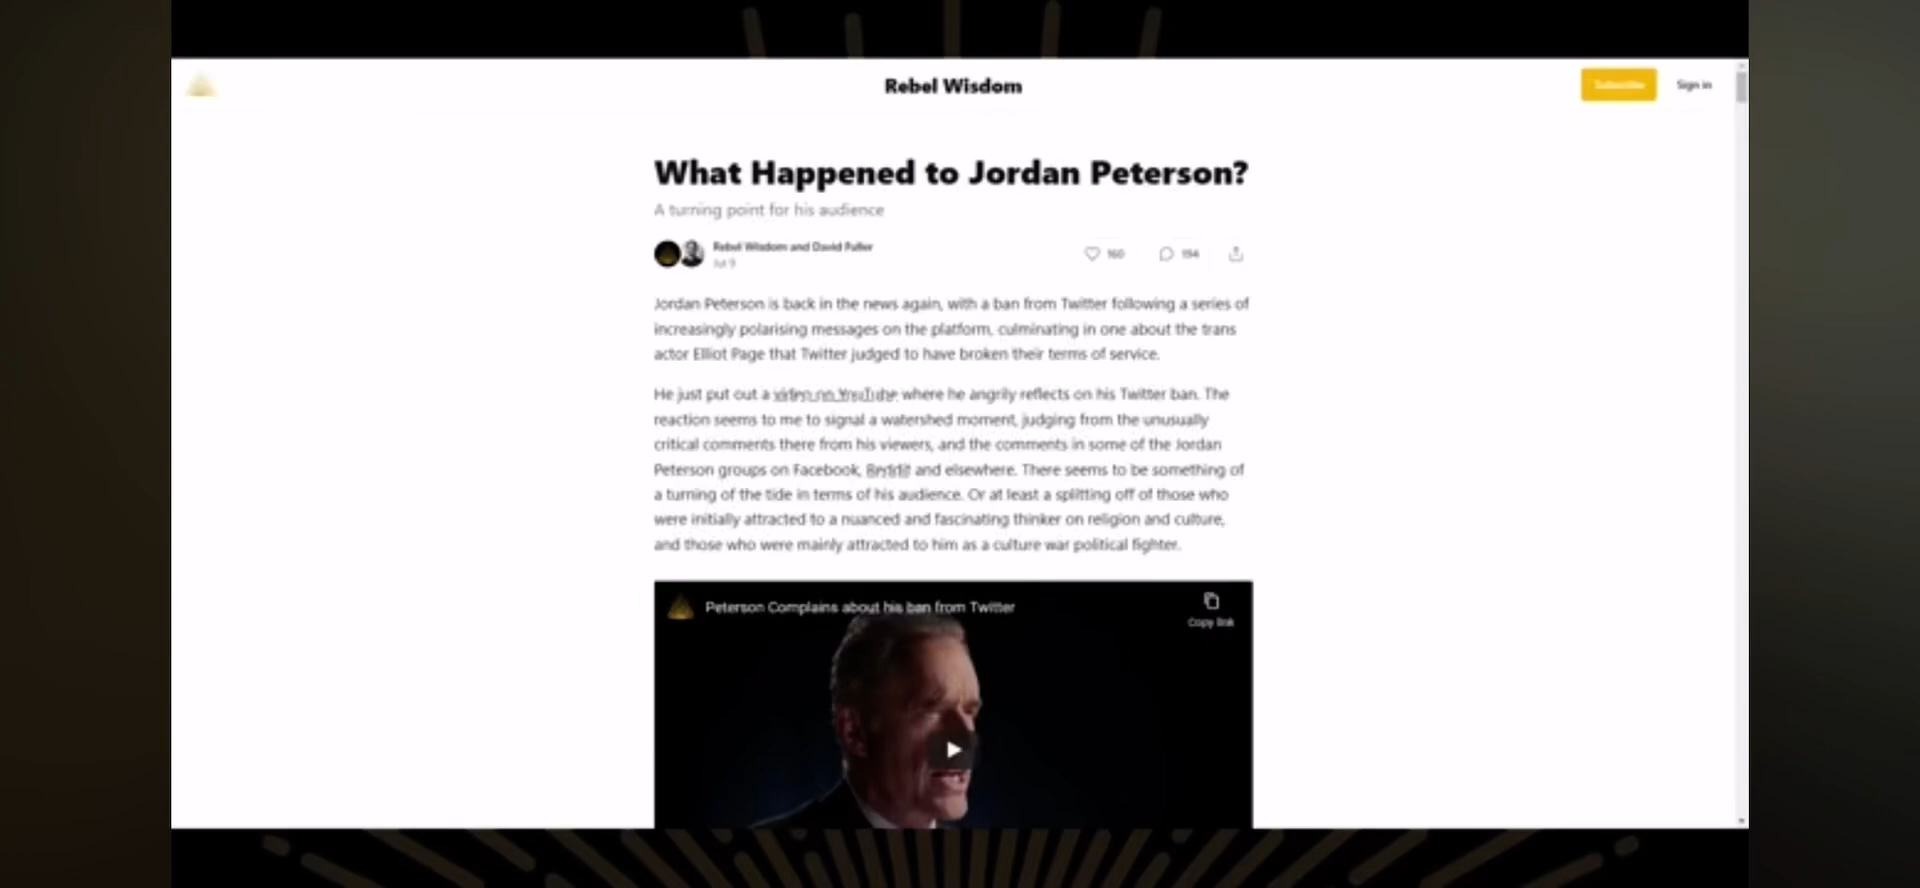 Rebel Wisdom
Subscribe
Sign in
What Happened to Jordan Peterson?
A turning point for his audience
Rebel Wisdom and David Fuller
Jul 9
160
194
Jordan Peterson is back in the news again, with a ban from Twitter following a series of
increasingly polarising messages on the platform, culminating in one about the trans
actor Elliot Page that Twitter judged to have broken their terms of service.
He just put out a video on YouTube where he angrily reflects on his Twitter ban. The
reaction seems to me to signal a watershed moment, judging from the unusually
critical comments there from his viewers, and the comments in some of the Jordan
Peterson groups on Facebook, Reddit and elsewhere. There seems to be something of
a turning of the tide in terms of his audience. Or at least a splitting off of those who
were initially attracted to a nuanced and fascinating thinker on religion and culture,
and those who were mainly attracted to him as a culture war political fighter.
Peterson Complains about his ban from Twitter
Copy link